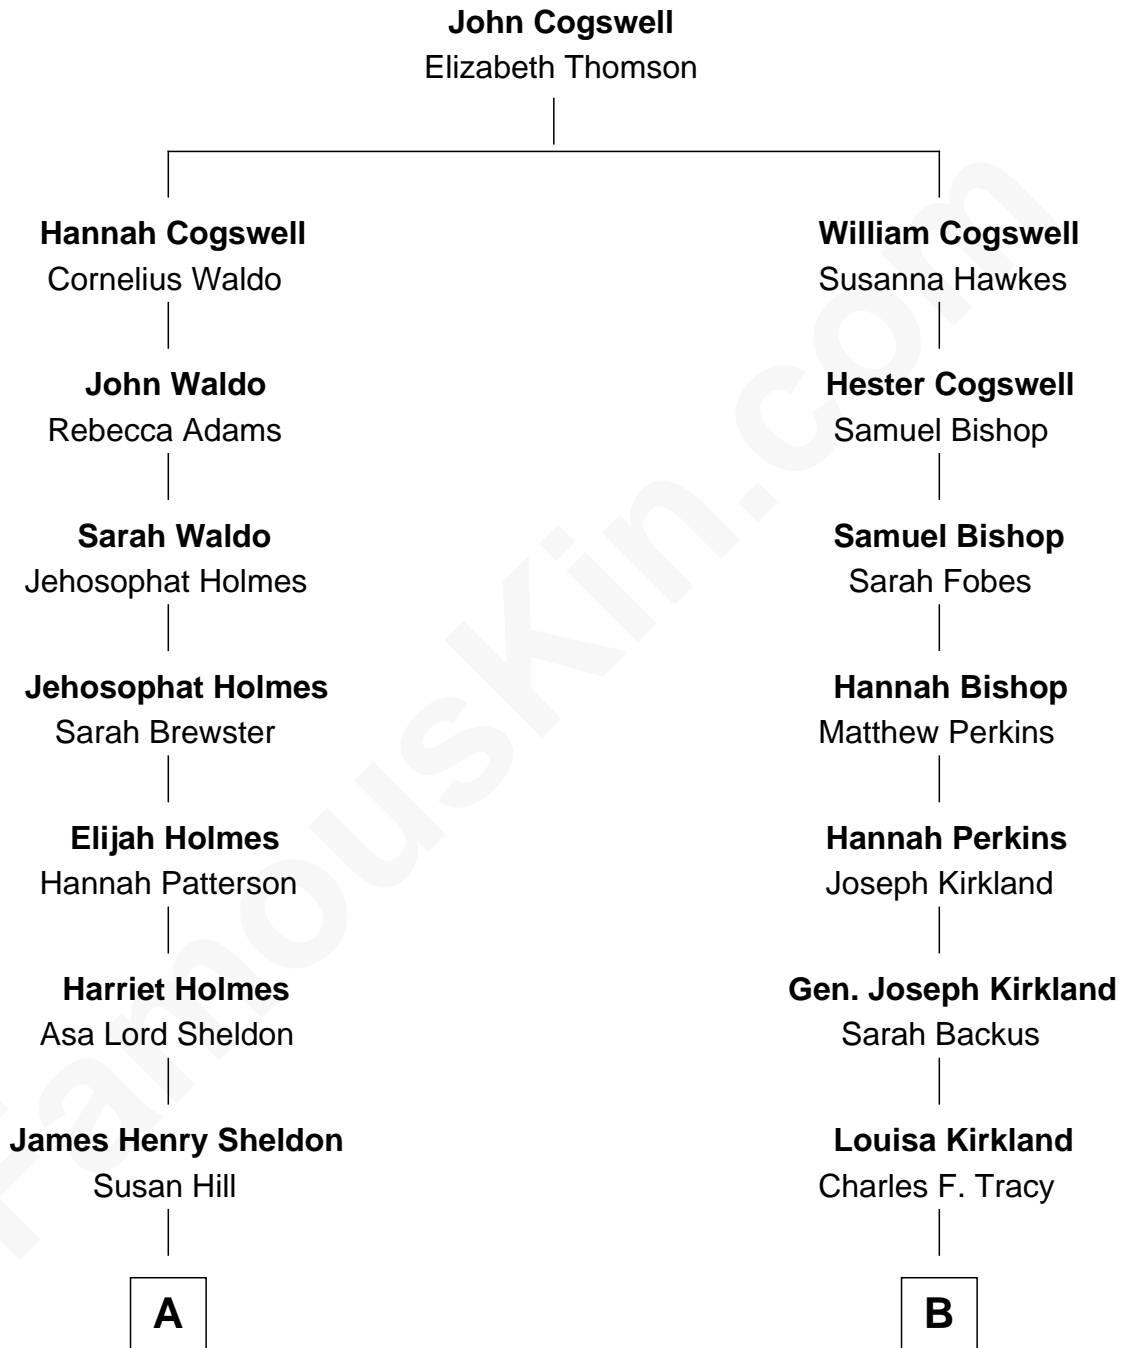 John Cogswell
Elizabeth Thomson
Hannah Cogswell
Cornelius Waldo
William Cogswell
Susanna Hawkes
John Waldo
Rebecca Adams
Hester Cogswell
Samuel Bishop
Sarah Waldo
Jehosophat Holmes
Samuel Bishop
Sarah Fobes
Jehosophat Holmes
Sarah Brewster
Hannah Bishop
Matthew Perkins
Elijah Holmes
Hannah Patterson
Hannah Perkins
Joseph Kirkland
Harriet Holmes
Asa Lord Sheldon
Gen. Joseph Kirkland
Sarah Backus
James Henry Sheldon
Susan Hill
Louisa Kirkland
Charles F. Tracy
A
B
FamousKin.com